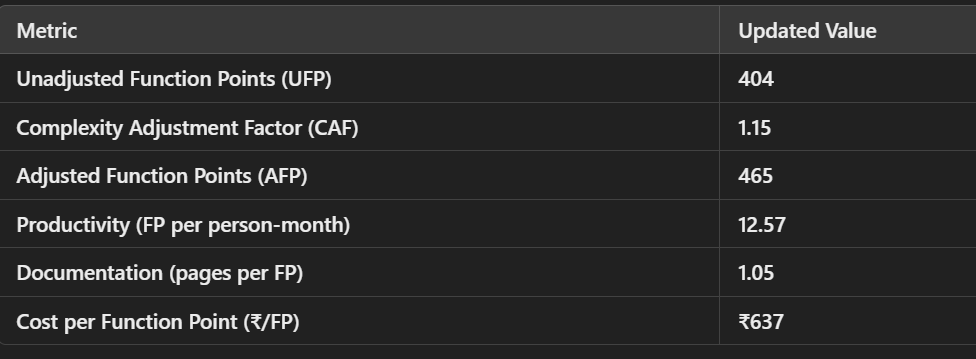 Metric Updated Value
Unadjusted Function Points (UFP) 404
Complexity Adjustment Factor (CAF) 1.15
Adjusted Function Points (AFP) 465
Productivity (FP per person-month) 12.57
Documentation (pages per FP) 1.05
Cost per Function Point (₹/FP) ₹637